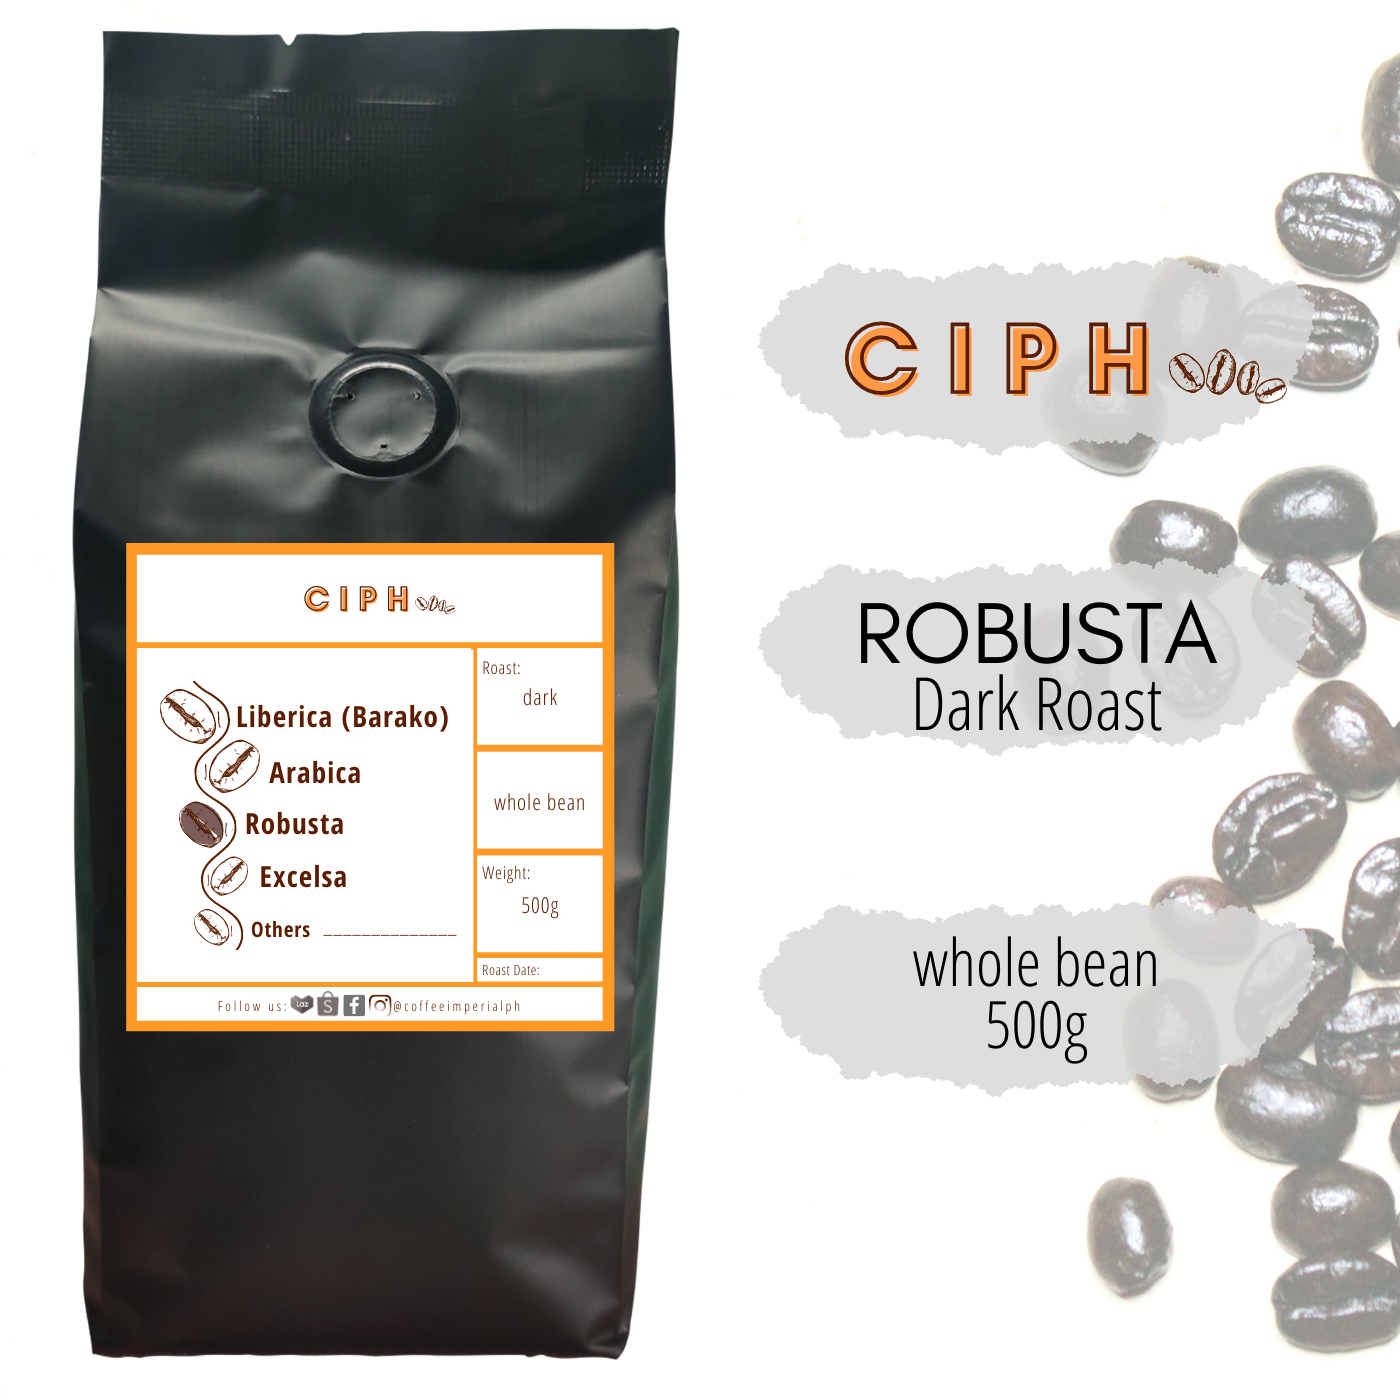 CIPH
Liberica (Barako)
Arabica
Robusta
Excelsa
Others ______________
Roast:
dark
whole bean
Weight:
500g
Roast Date:
Follow us: Laz S f @coffeeimperialph
CIPH
ROBUSTA
Dark Roast
whole bean
500g